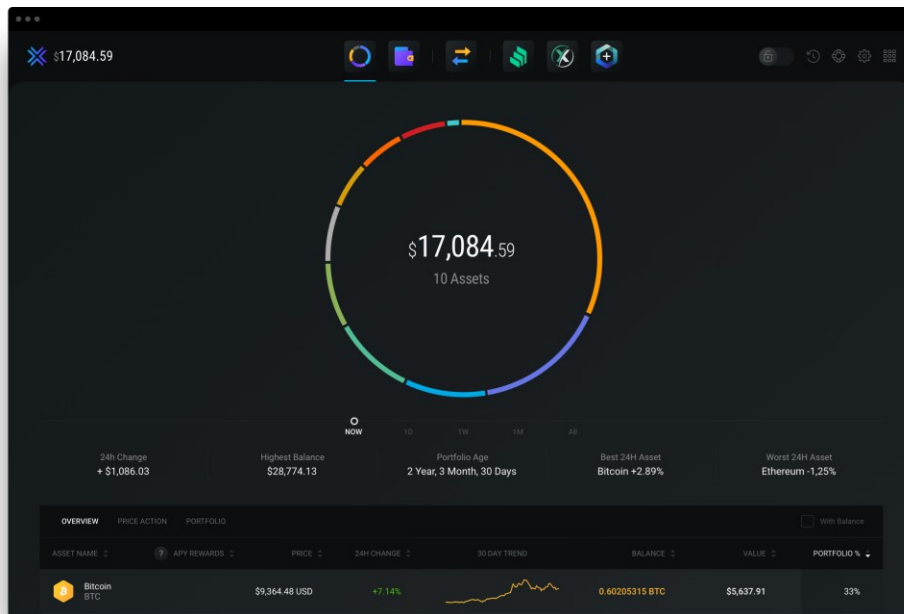 $17,084.59
$17,084.59
10 Assets
NOW 1D 1W 1M All
24h Change Highest Balance Portfolio Age Best 24H Asset Worst 24H Asset
+ $1,086.03 $28,774.13 2 Year, 3 Month, 30 Days Bitcoin +2.89% Ethereum -1,25%
OVERVIEW PRICE ACTION PORTFOLIO With Balance
ASSET NAME ? APY REWARDS PRICE 24H CHANGE 30 DAY TREND BALANCE VALUE PORTFOLIO %
Bitcoin
BTC
$9,364.48 USD +7.14% 0.60205315 BTC $5,637.91 33%